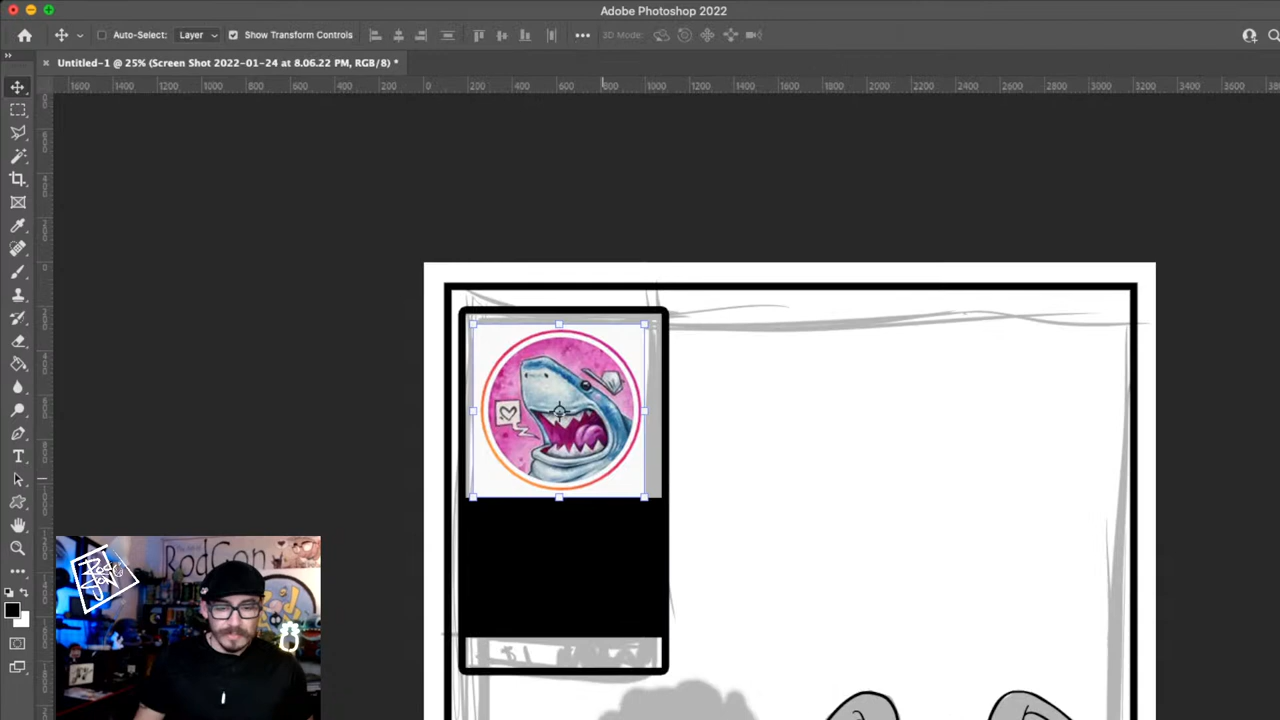 Adobe Photoshop 2022
Auto-Select: Layer Show Transform Controls 3D Mode:
Untitled-1 @ 25% (Screen Shot 2022-01-24 at 8.06.22 PM, RGB/8) *
1600 1400 1200 1000 800 600 400 200 0 200 400 600 800 1000 1200 1400 1600 1800 2000 2200 2400 2600 2800 3000 3200 3400 3600
RodCon